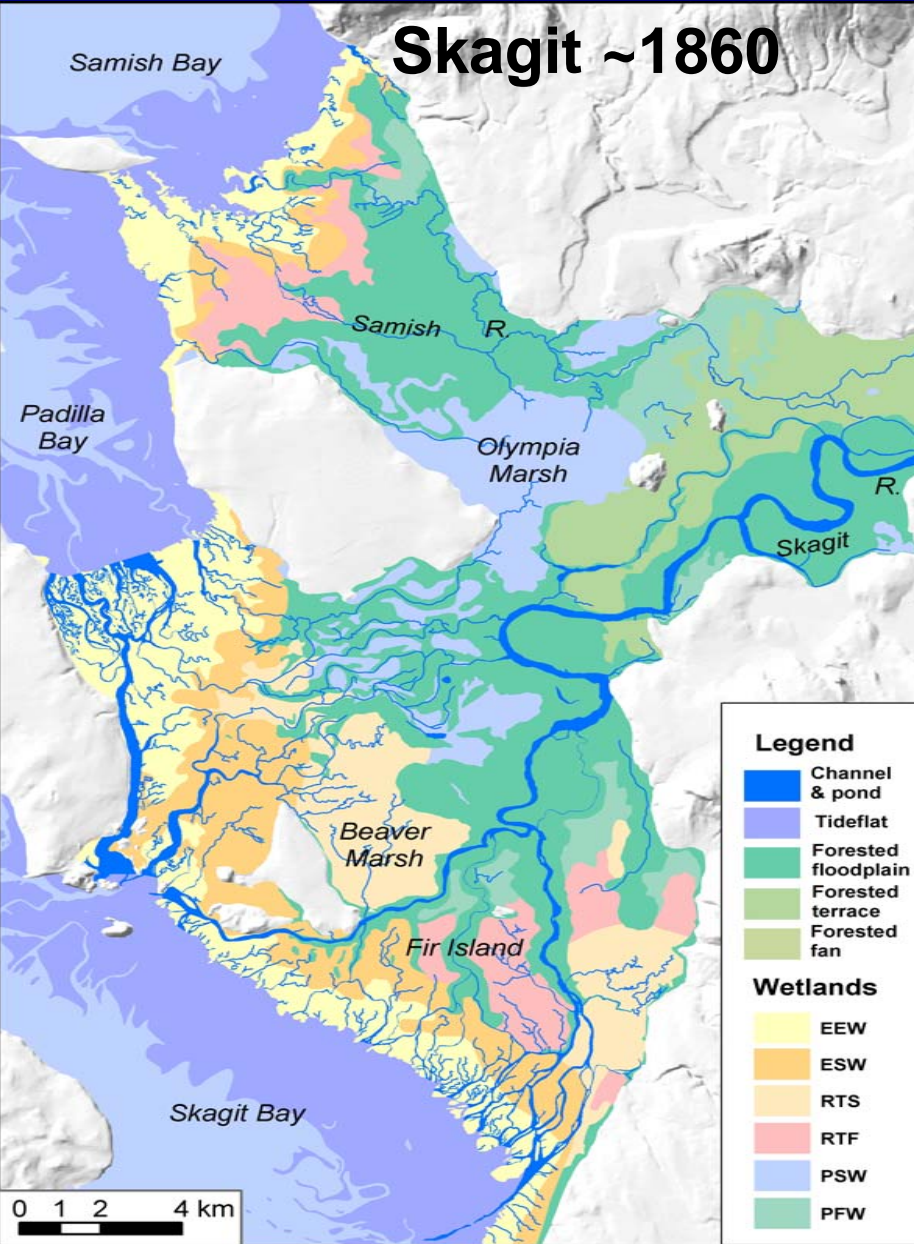 Skagit ~1860
Samish Bay
Samish R.
Padilla
Bay
Olympia
Marsh
R.
Skagit
Beaver
Marsh
Fir Island
Skagit Bay
Legend
Channel
& pond
Tideflat
Forested
floodplain
Forested
terrace
Forested
fan
Wetlands
EEW
ESW
RTS
RTF
PSW
PFW
0 1 2 4 km